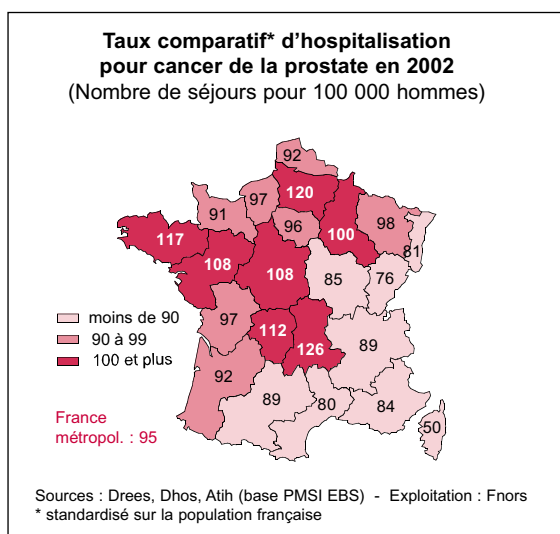 Taux comparatif* d'hospitalisation
pour cancer de la prostate en 2002
(Nombre de séjours pour 100 000 hommes)
92
120
97
91
96
100
98
81
117
108
108
85
76
97
112
126
89
92
89
80
84
50
moins de 90
90 à 99
100 et plus
France
métropol. : 95
Sources : Drees, Dhos, Atih (base PMSI EBS) - Exploitation : Fnors
* standardisé sur la population française